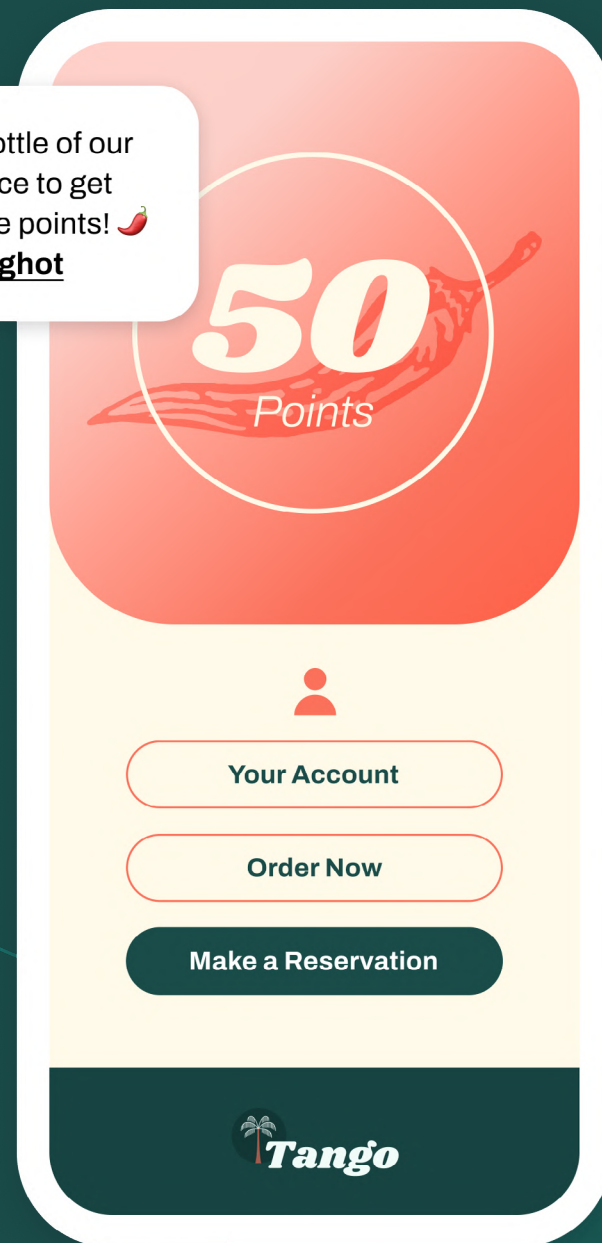 ottle of our
ce to get
e points! 🌶️
ghot
50
Points
Your Account
Order Now
Make a Reservation
Tango